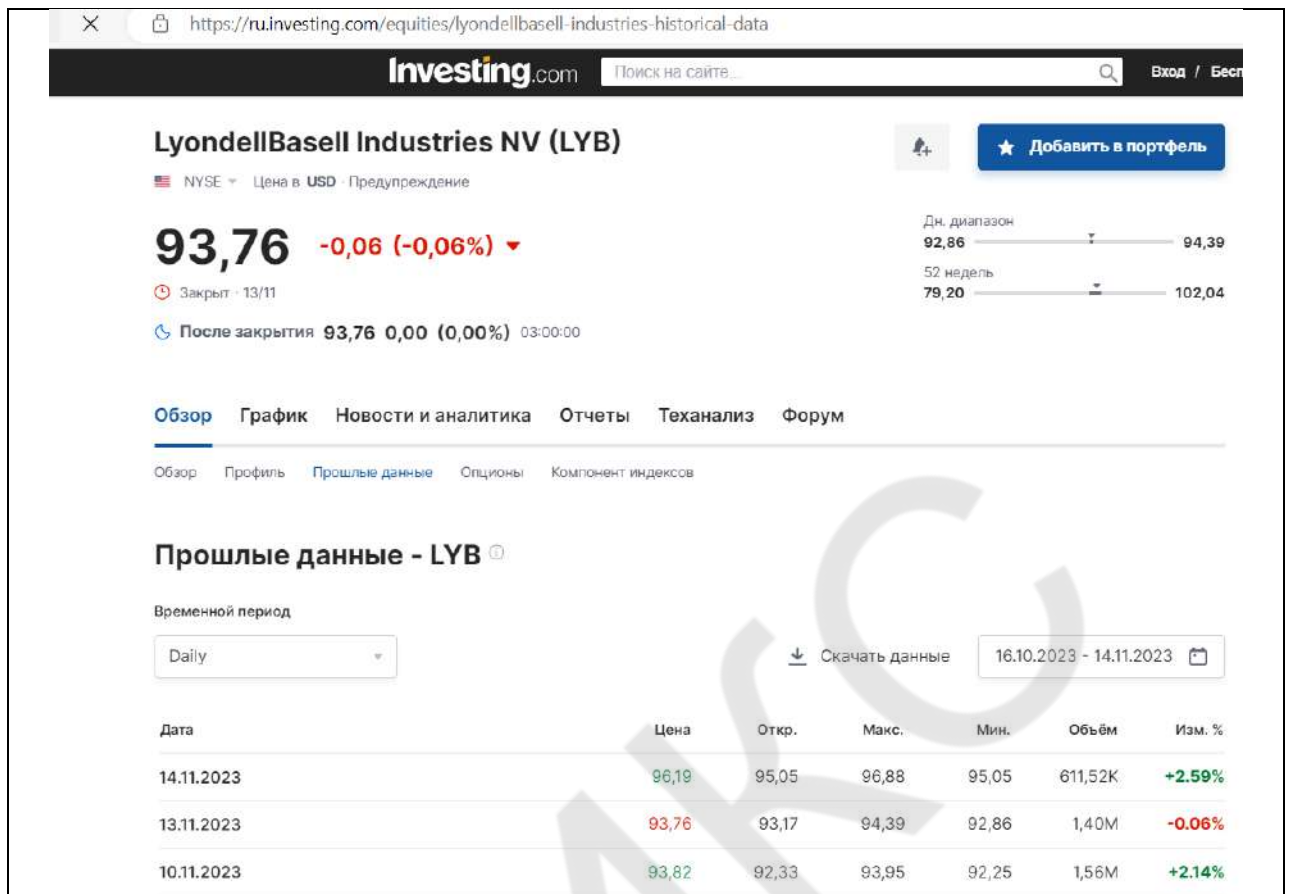 https://ru.investing.com/equities/lyondellbasell-industries-historical-data
Investing.com Поиск на сайте... Вход / Бесп
LyondellBasell Industries NV (LYB)
Добавить в портфель
NYSE Цена в USD · Предупреждение
93,76 -0,06 (-0,06%)
Дн. диапазон
92,86 94,39
52 недель
79,20 102,04
Закрыт · 13/11
После закрытия 93,76 0,00 (0,00%) 03:00:00
Обзор График Новости и аналитика Отчеты Теханализ Форум
Обзор Профиль Прошлые данные Опционы Компонент индексов
Прошлые данные - LYB
Временной период
Daily Скачать данные 16.10.2023 - 14.11.2023
Дата Цена Откр. Макс. Мин. Объём Изм. %
14.11.2023 96,19 95,05 96,88 95,05 611,52K +2.59%
13.11.2023 93,76 93,17 94,39 92,86 1,40M -0.06%
10.11.2023 93,82 92,33 93,95 92,25 1,56M +2.14%